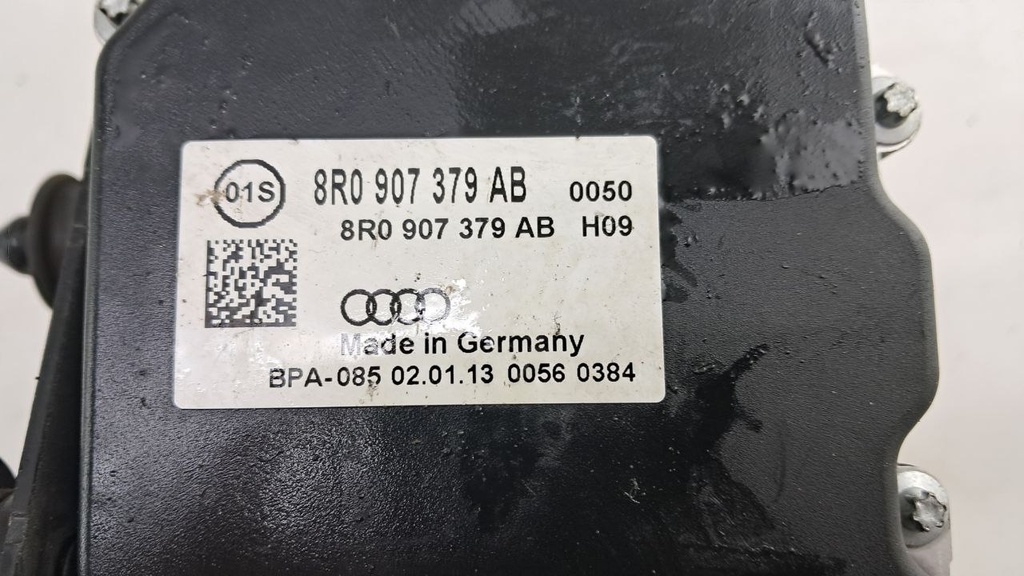 01S 8R0 907 379 AB 0050
8R0 907 379 AB H09
Made in Germany
BPA-085 02.01.13 0056 0384